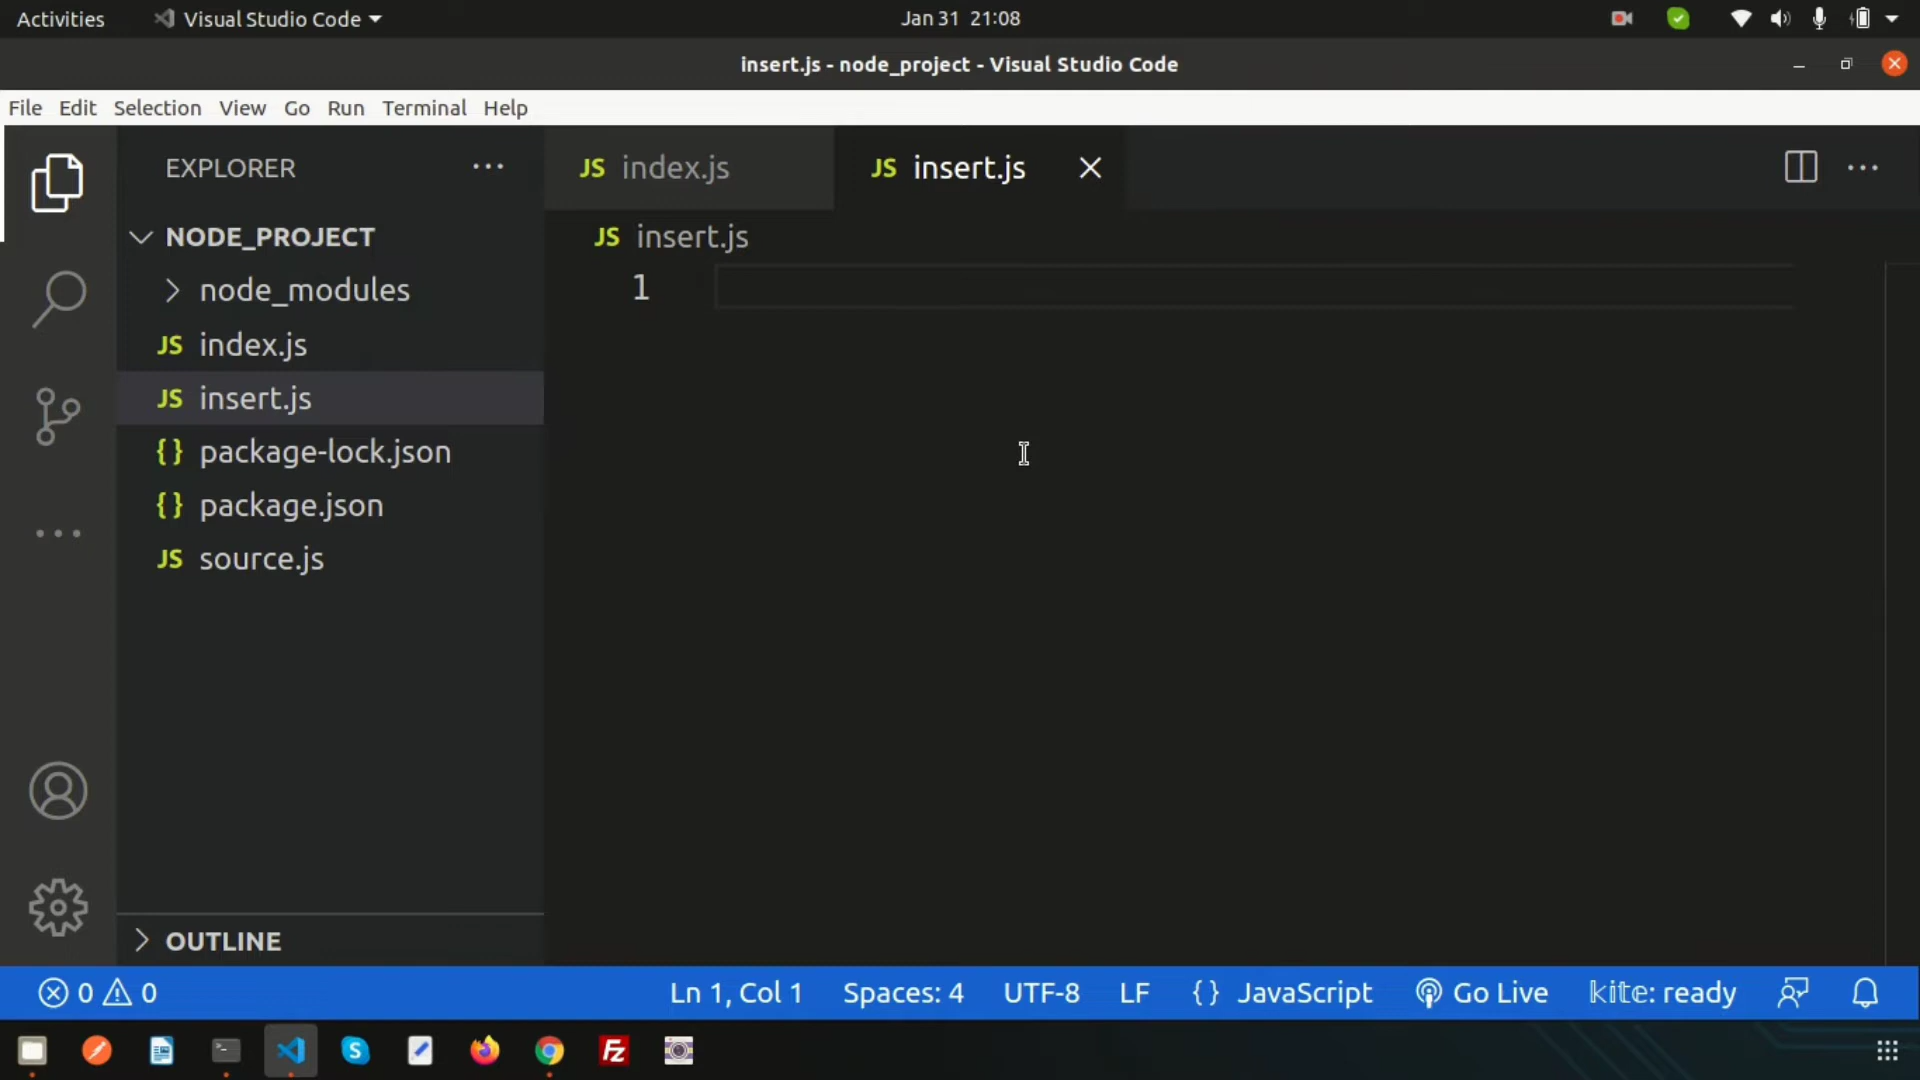 Activities
Visual Studio Code
Jan 31 21:08
insert.js - node_project - Visual Studio Code
File Edit Selection View Go Run Terminal Help
EXPLORER ···
JS index.js
JS insert.js
NODE_PROJECT
JS insert.js
1
node_modules
JS index.js
JS insert.js
{ } package-lock.json
{ } package.json
JS source.js
OUTLINE
0 0
Ln 1, Col 1
Spaces: 4
UTF-8
LF
{ } JavaScript
Go Live
kite: ready